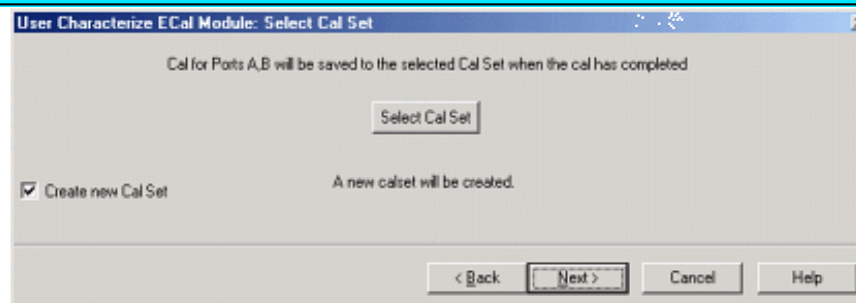 User Characterize ECal Module: Select Cal Set
Cal for Ports A,B will be saved to the selected Cal Set when the cal has completed
Select Cal Set
Create new Cal Set
A new calset will be created.
< Back
Next >
Cancel
Help